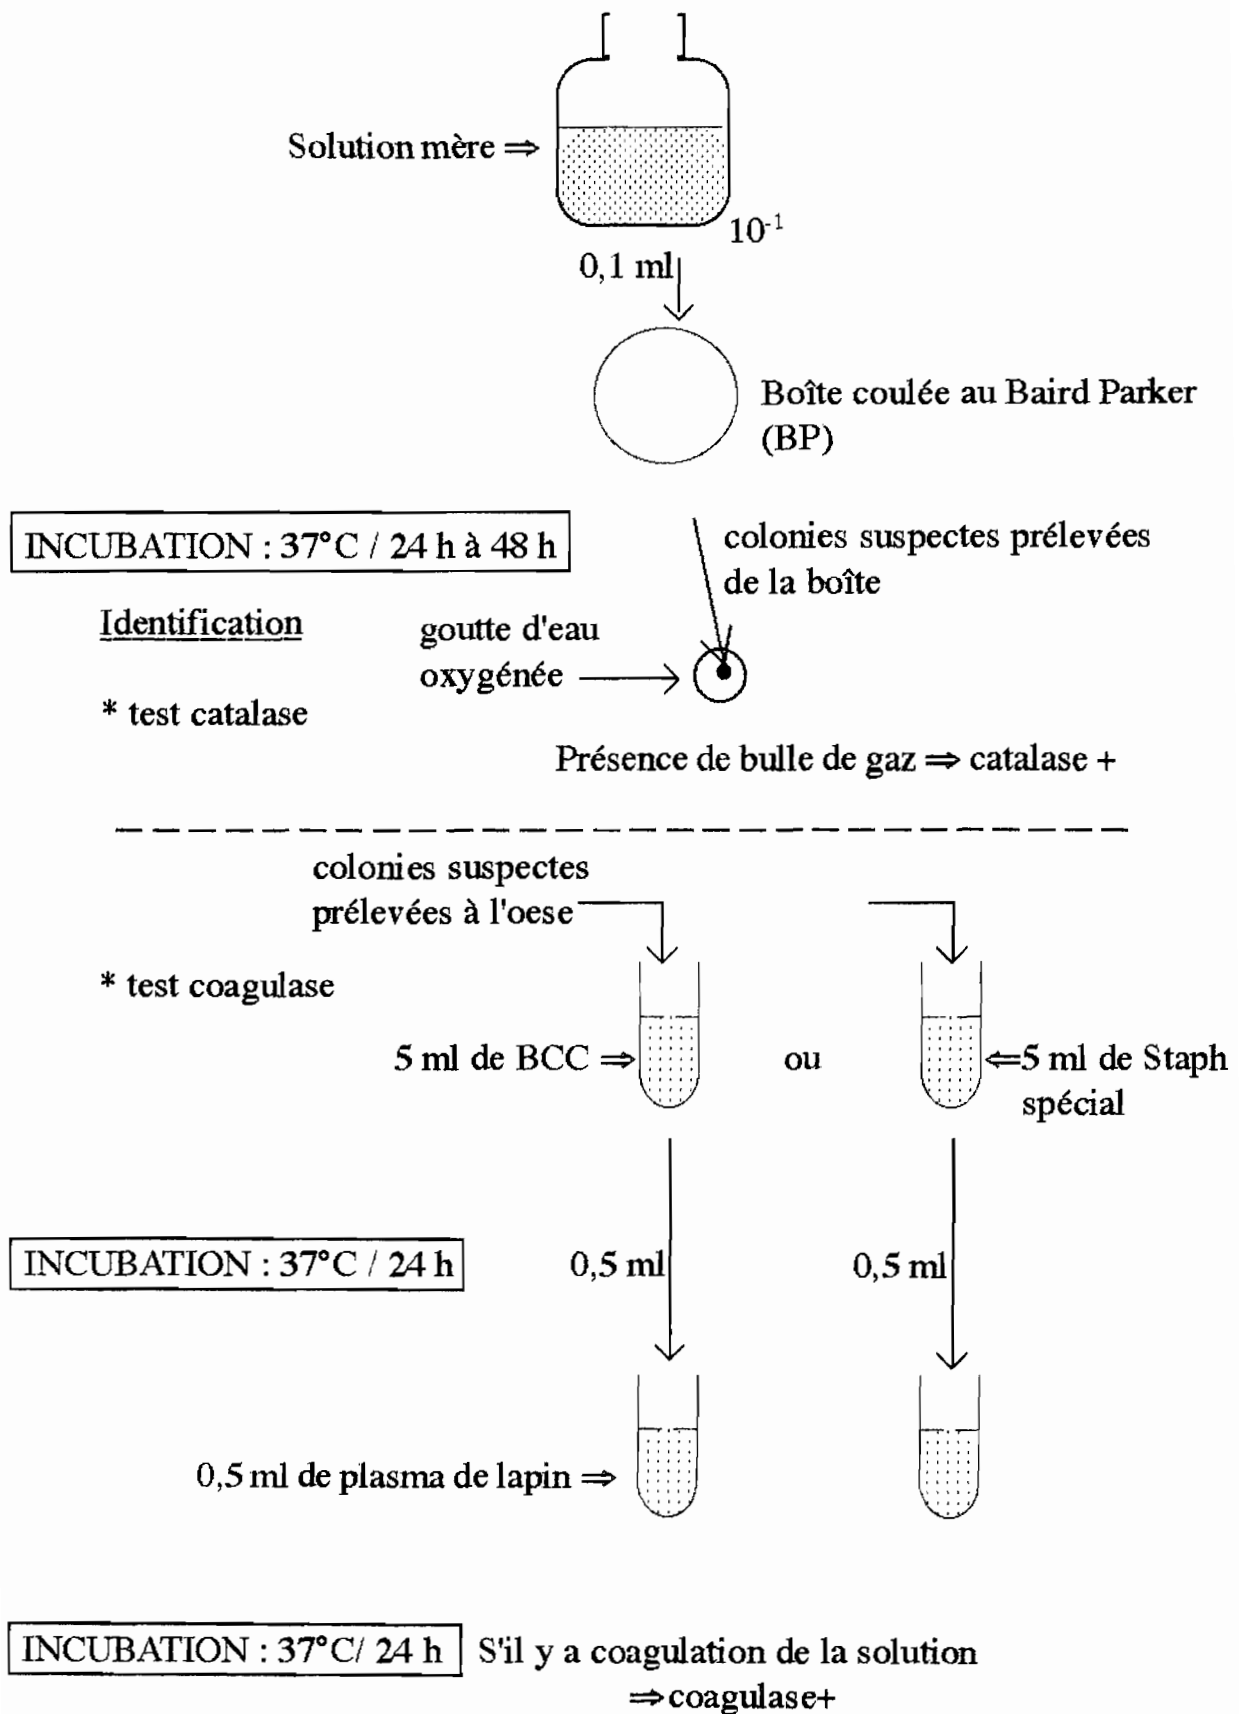 Solution mère ⇒
10⁻¹
0,1 ml
Boîte coulée au Baird Parker
(BP)
INCUBATION : 37°C / 24 h à 48 h
colonies suspectes prélevées
de la boîte
Identification
goutte d'eau
oxygénée
* test catalase
Présence de bulle de gaz ⇒ catalase +
colonies suspectes
prélevées à l'oese
* test coagulase
5 ml de BCC ⇒
ou
⇐5 ml de Staph
spécial
INCUBATION : 37°C / 24 h
0,5 ml
0,5 ml
0,5 ml de plasma de lapin ⇒
INCUBATION : 37°C/ 24 h
S'il y a coagulation de la solution
⇒coagulase+